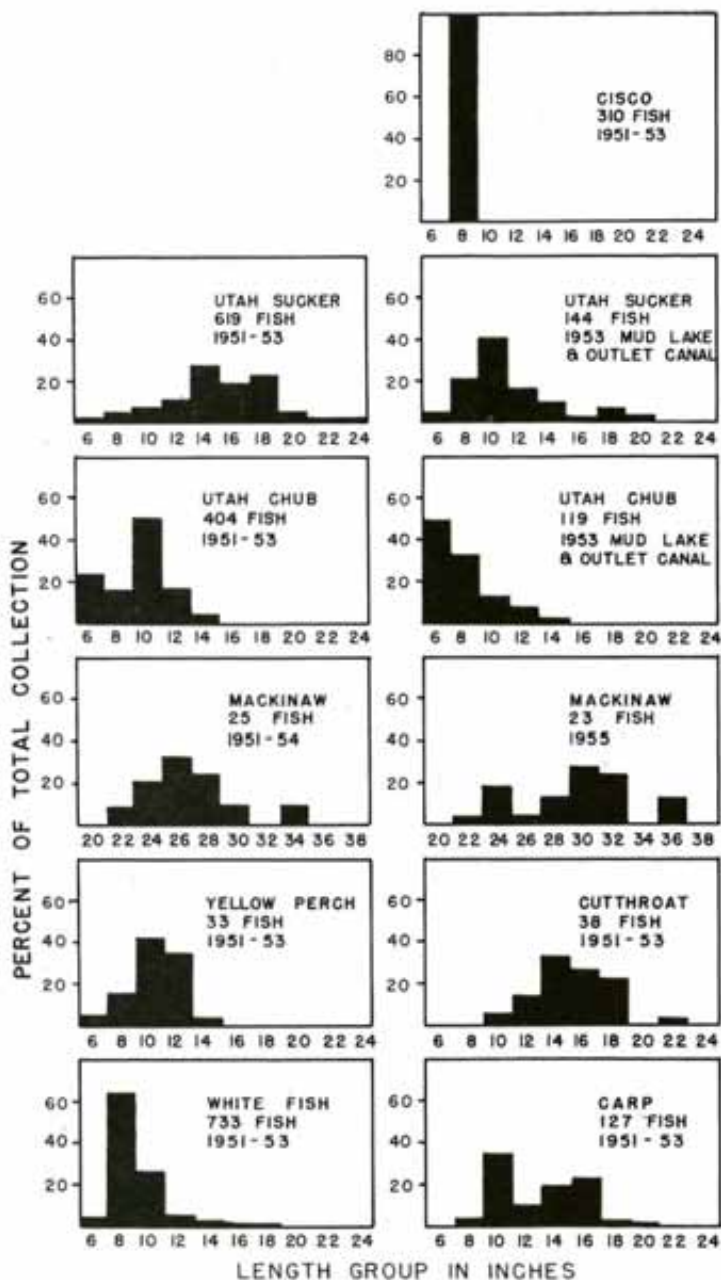 80
60
40
20
CISCO
310 FISH
1951-53
6 8 10 12 14 16 18 20 22 24
60
40
20
UTAH SUCKER
619 FISH
1951-53
6 8 10 12 14 16 18 20 22 24
60
40
20
UTAH SUCKER
144 FISH
1953 MUD LAKE
& OUTLET CANAL
6 8 10 12 14 16 18 20 22 24
60
40
20
UTAH CHUB
404 FISH
1951-53
6 8 10 12 14 16 18 20 22 24
60
40
20
UTAH CHUB
119 FISH
1953 MUD LAKE
& OUTLET CANAL
6 8 10 12 14 16 18 20 22 24
PERCENT OF TOTAL COLLECTION
60
40
20
MACKINAW
25 FISH
1951-54
20 22 24 26 28 30 32 34 36 38
60
40
20
MACKINAW
23 FISH
1955
20 22 24 26 28 30 32 34 36 38
60
40
20
YELLOW PERCH
33 FISH
1951-53
6 8 10 12 14 16 18 20 22 24
60
40
20
CUTTHROAT
38 FISH
1951-53
6 8 10 12 14 16 18 20 22 24
60
40
20
WHITE FISH
733 FISH
1951-53
6 8 10 12 14 16 18 20 22 24
60
40
20
CARP
127 FISH
1951-53
6 8 10 12 14 16 18 20 22 24
LENGTH GROUP IN INCHES